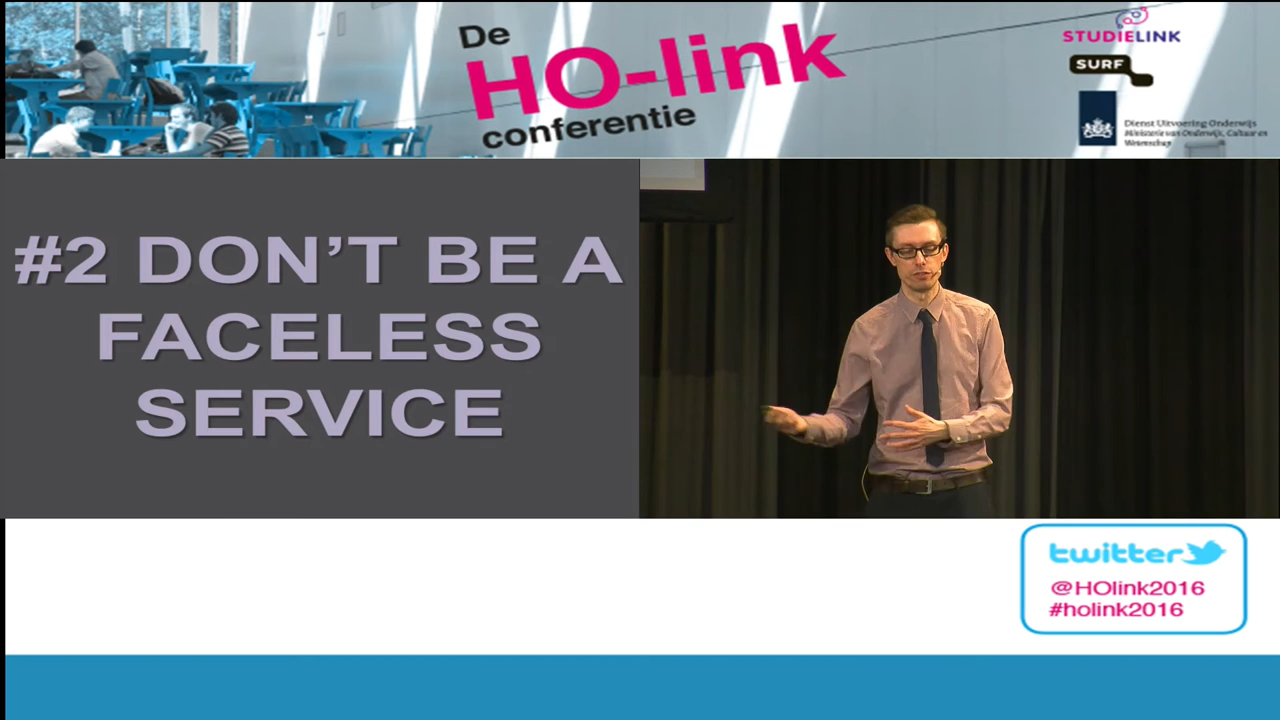 De
HO-link
conferentie
STUDIELINK
SURF
Dienst Uitvoering Onderwijs
Ministerie van Onderwijs, Cultuur en
Wetenschap
#2 DON'T BE A
FACELESS
SERVICE
twitter
@HOlink2016
#holink2016